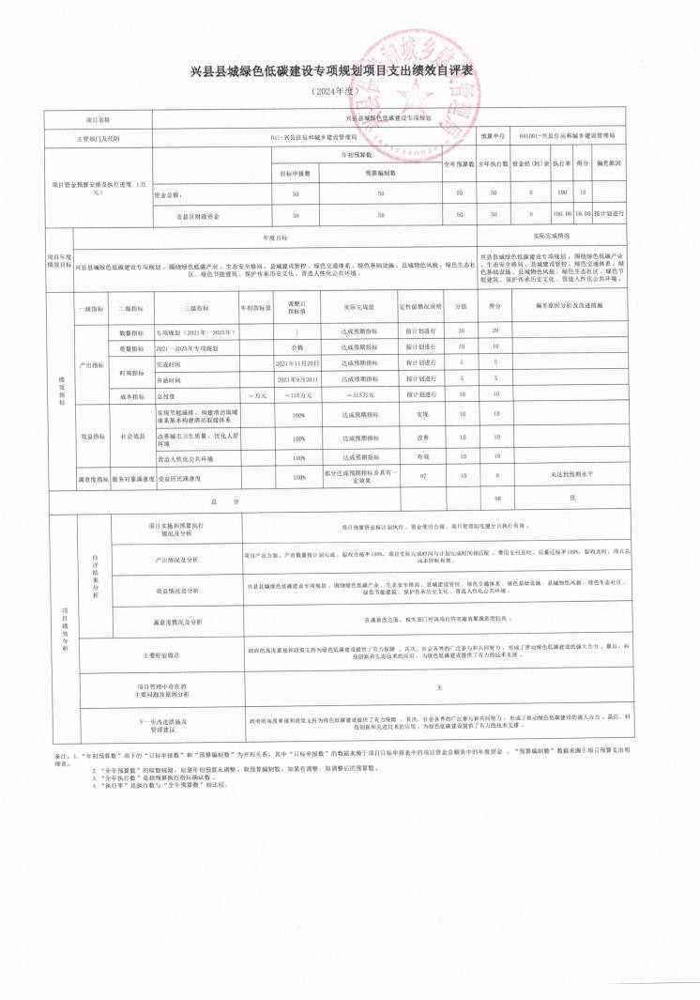 兴县县城绿色低碳建设专项规划项目支出绩效自评表
（2024年度）
项目名称 兴县县城绿色低碳建设专项规划
主管部门及代码 041-兴县住房和城乡建设管理局 预算单位 041001-兴县住房和城乡建设管理局
项目资金预算安排及执行进度 （万元） 年初预算数 全年预算数 全年执行数 资金结(转)余 执行率 得分 偏差原因
目标申报数 预算编制数
资金总额： 50 50 50 50 0 100 10
市县区财政资金 50 50 50 50 0 100.00 10.00 按计划进行
项目年度绩效目标 年度目标 实际完成情况
兴县县城绿色低碳建设专项规划，围绕绿色低碳产业、生态安全格局、县城建设管控、绿色交通体系、绿色基础设施、县域物色风貌、绿色生态社
区、绿色节能建筑、保护传承历史文化、营造人性化公共环境。
兴县县城绿色低碳建设专项规划，围绕绿色低碳产业
、生态安全格局、县城建设管控、绿色交通体系、绿
色基础设施、县域物色风貌、绿色生态社区、绿色节
能建筑、保护传承历史文化、营造人性化公共环境。
绩效指标
一级指标 二级指标 三级指标 年初指标值 调整后指标值 实际完成值 定性值情况说明 分值 得分 偏差原因分析及改进措施
产出指标 数量指标 专项规划（2021年－2025年） 1 达成预期指标 按计划进行 20 20
质量指标 2021－2025年专项规划 合格 达成预期指标 按计划进行 10 10
时效指标 完成时间 2021年11月20日 达成预期指标 按计划进行 5 5
开始时间 2021年9月20日 达成预期指标 按计划进行 5 5
成本指标 总投资 ＝万元 ＝315万元 ＝315万元 按计划进行 10 10
效益指标 社会效益 实现节能减排、构建清洁取暖
体系基本构建清洁取暖体系 100% 达成预期指标 实现 10 10
改善城市卫生质量，优化人居
环境 100% 达成预期指标 改善 10 10
营造人性化公共环境 100% 达成预期指标 有效 10 10
满意度指标 服务对象满意度 受益居民满意度 100% 部分达成预期指标并具有一定效果 97 10 8 未达到预期水平
总 分 98 优
项目绩效分析
自评结果分析
项目实施和预算执行
情况及分析 项目预算资金按计划执行，资金使用合规，项目管理制度健全且执行有效。
产出情况及分析 项目产出方面，产出数量按计划完成，验收合格率100%，项目实际完成时间与计划完成时间相匹配，费用支付及时，质量达标率100%，验收及时，项目总
成本控制有效。
效益情况及分析 兴县县城绿色低碳建设专项规划，围绕绿色低碳产业、生态安全格局、县城建设管控、绿色交通体系、绿色基础设施、县域物色风貌、绿色生态社区、
绿色节能建筑、保护传承历史文化、营造人性化公共环境。
满意度情况及分析 在满意度方面，相关部门对该项目的实施效果满意度较高。
主要经验做法 政府的高度重视和政策支持为绿色低碳建设提供了有力保障，其次，社会各界的广泛参与和共同努力，形成了推动绿色低碳建设的强大合力，最后，科
技创新和先进技术的应用，为绿色低碳建设提供了有力的技术支撑。
项目管理中存在的
主要问题及原因分析 无
下一步改进措施及
管理建议 政府的高度重视和政策支持为绿色低碳建设提供了有力保障，其次，社会各界的广泛参与和共同努力，形成了推动绿色低碳建设的强大合力，最后，科
技创新和先进技术的应用，为绿色低碳建设提供了有力的技术支撑。
备注：1.“年初预算数”项下的“目标申报数”和“预算编制数”为并列关系，其中“目标申报数”的数据来源于项目目标申报表中的项目资金总额表中的年度资金，“预算编制数”数据来源于项目预算支出明
细表。
2.“全年预算数”的取数规则，如果年初预算未调整，取预算编制数；如果有调整，取调整后的预算数。
3.“全年执行数”是指预算执行指标确认数。
4.“执行率”是执行数与“全年预算数”相比较。